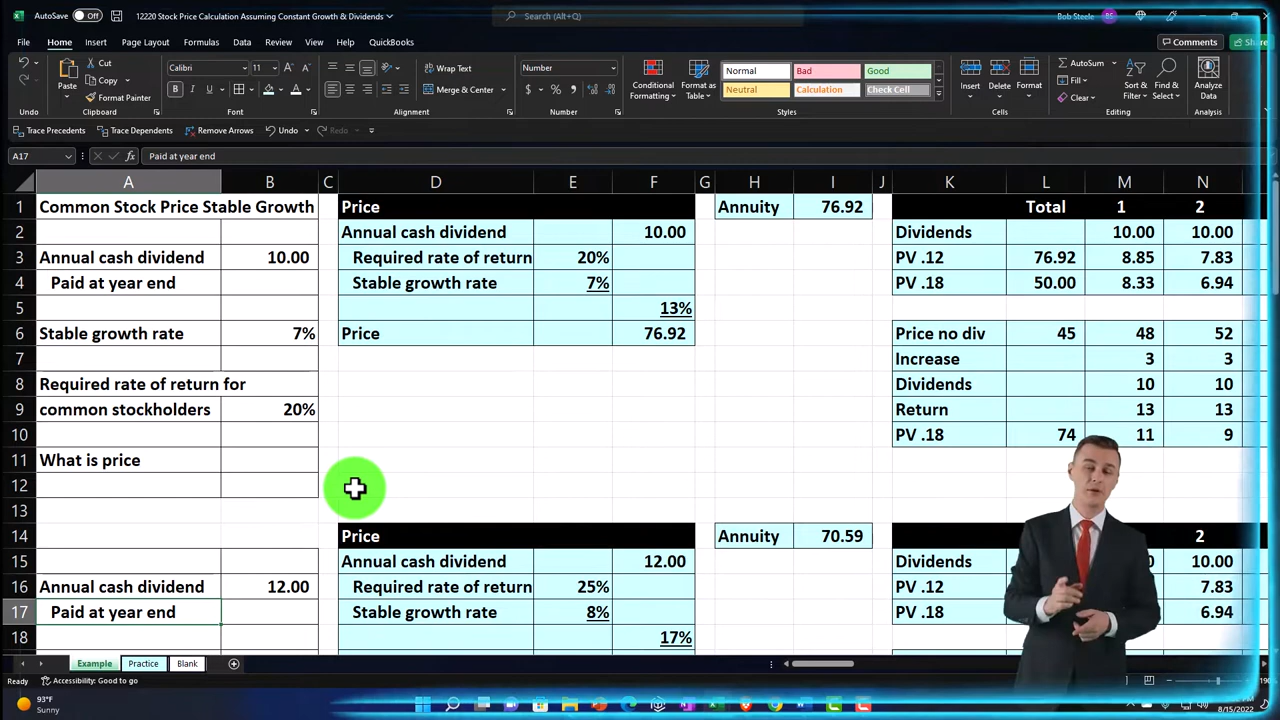 AutoSave Off 12220 Stock Price Calculation Assuming Constant Growth & Dividends Search (Alt+Q) Bob Steele BS
File Home Insert Page Layout Formulas Data Review View Help QuickBooks Comments Share
Paste Cut Copy Format Painter
Calibri 11 Wrap Text Merge & Center Number
Conditional Formatting Format as Table Normal Bad Good Neutral Calculation Check Cell
Insert Delete Format AutoSum Fill Clear Sort & Filter Find & Select Analyze Data
Undo Clipboard Font Alignment Number Styles Cells Editing Analysis
Trace Precedents Trace Dependents Remove Arrows Undo Redo
A17 fx Paid at year end
A B C D E F G H I J K L M N
1 Common Stock Price Stable Growth Price Annuity 76.92 Total 1 2
2 Annual cash dividend 10.00 Dividends 10.00 10.00
3 Annual cash dividend 10.00 Required rate of return 20% PV .12 76.92 8.85 7.83
4 Paid at year end Stable growth rate 7% PV .18 50.00 8.33 6.94
5 13%
6 Stable growth rate 7% Price 76.92 Price no div 45 48 52
7 Increase 3 3
8 Required rate of return for Dividends 10 10
9 common stockholders 20% Return 13 13
10 PV .18 74 11 9
11 What is price
12
13
14 Price Annuity 70.59 2
15 Annual cash dividend 12.00 Dividends 10.00
16 Annual cash dividend 12.00 Required rate of return 25% PV .12 7.83
17 Paid at year end Stable growth rate 8% PV .18 6.94
18 17%
Example Practice Blank
Ready Accessibility: Good to go 190%
93°F
Sunny
8/15/2022